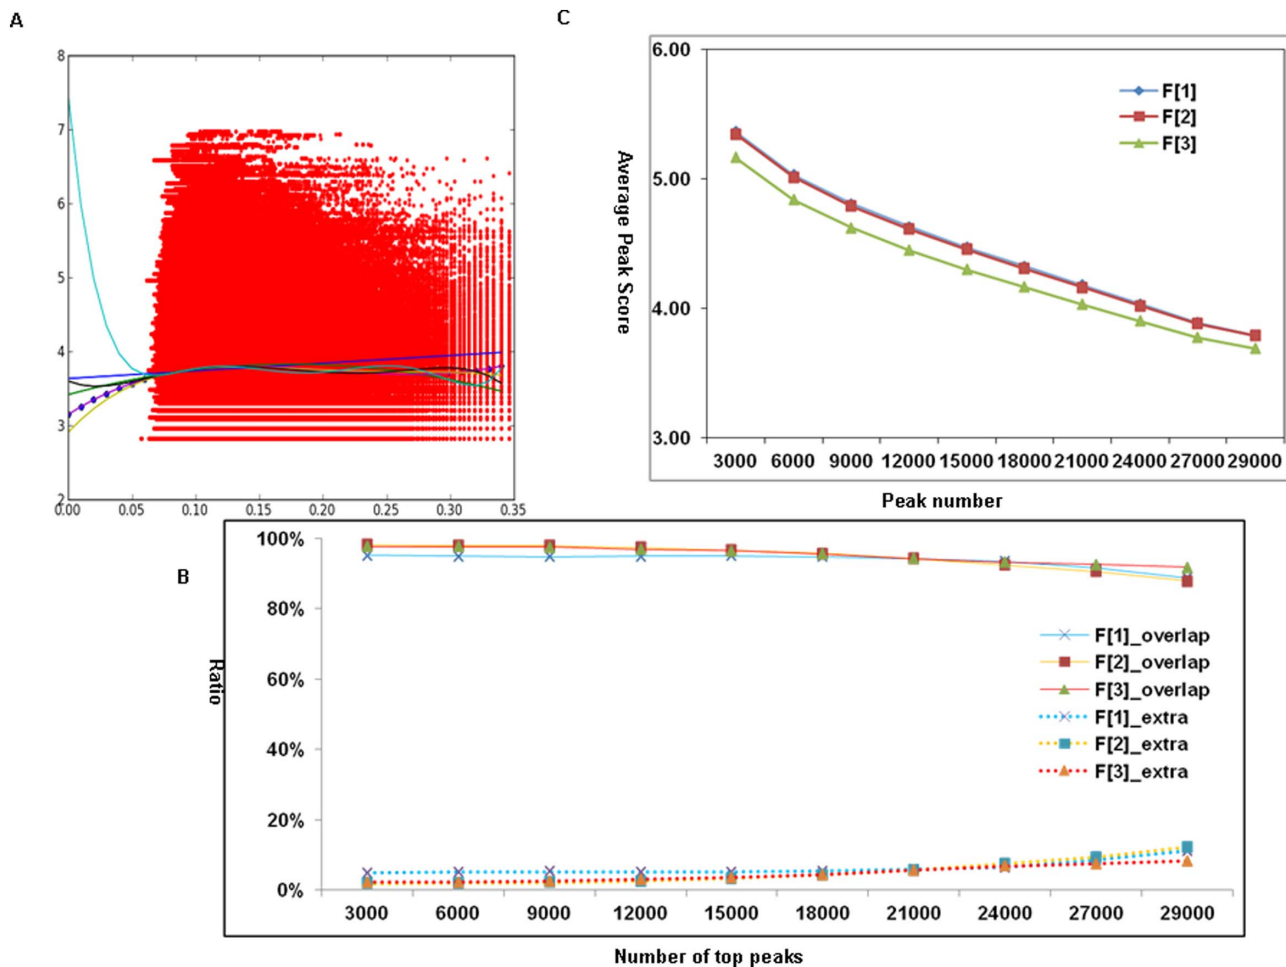 A
8
7
6
5
4
3
2
0.00 0.05 0.10 0.15 0.20 0.25 0.30 0.35
C
6.00
5.00
4.00
3.00
Average Peak Score
F[1]
F[2]
F[3]
3000 6000 9000 12000 15000 18000 21000 24000 27000 29000
Peak number
B
100%
80%
60%
40%
20%
0%
Ratio
F[1]_overlap
F[2]_overlap
F[3]_overlap
F[1]_extra
F[2]_extra
F[3]_extra
3000 6000 9000 12000 15000 18000 21000 24000 27000 29000
Number of top peaks